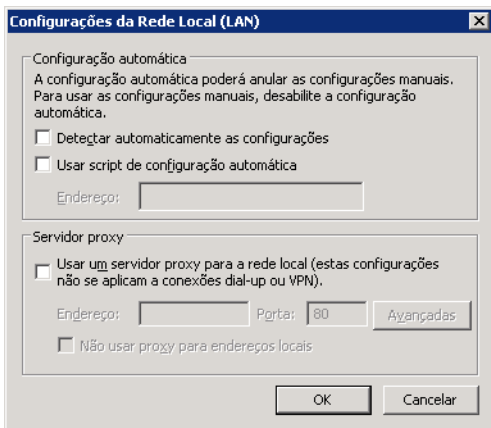 Configurações da Rede Local (LAN)
Configuração automática
A configuração automática poderá anular as configurações manuais.
Para usar as configurações manuais, desabilite a configuração
automática.
Detectar automaticamente as configurações
Usar script de configuração automática
Endereço:
Servidor proxy
Usar um servidor proxy para a rede local (estas configurações
não se aplicam a conexões dial-up ou VPN).
Endereço: Porta: 80 Avançadas
Não usar proxy para endereços locais
OK Cancelar